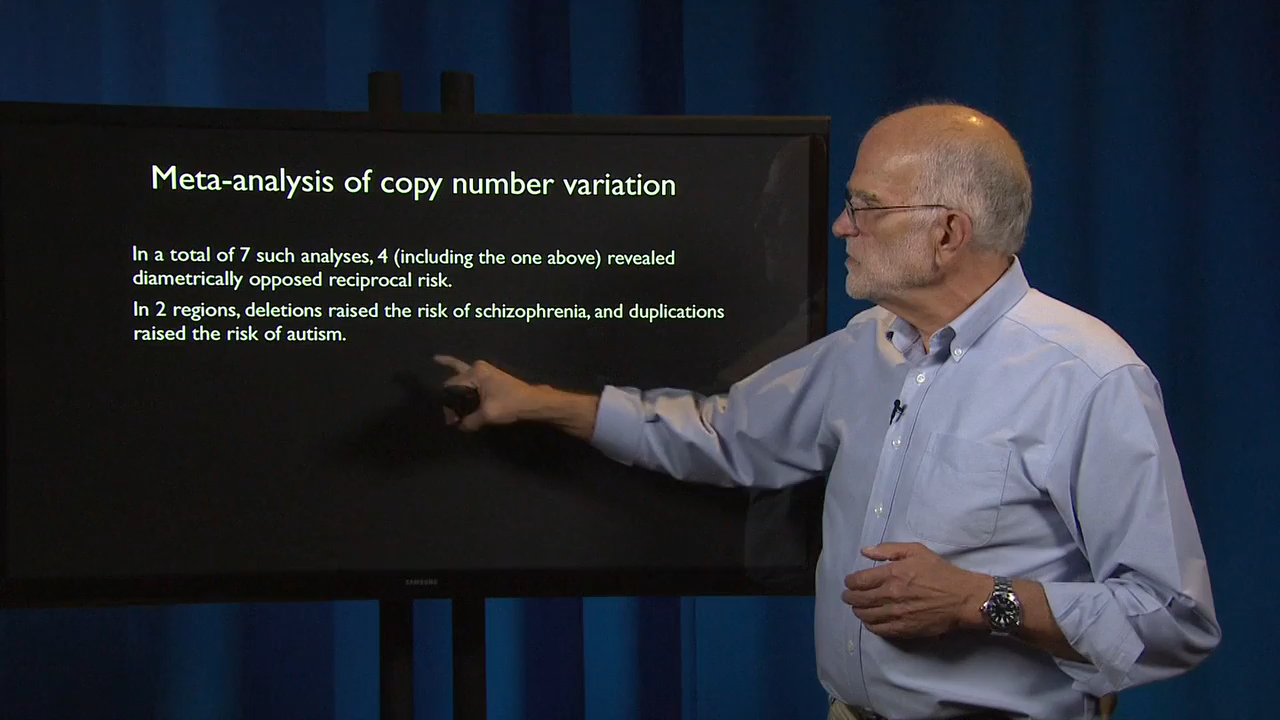 Meta-analysis of copy number variation
In a total of 7 such analyses, 4 (including the one above) revealed
diametrically opposed reciprocal risk.
In 2 regions, deletions raised the risk of schizophrenia, and duplications
raised the risk of autism.
SAMSUNG